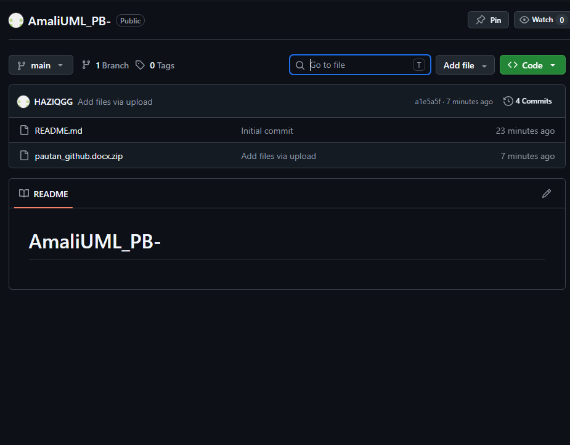 AmaliUML_PB- Public Pin Watch 0
main 1 Branch 0 Tags Go to file T Add file Code
HAZIQGG Add files via upload a1e5a5f · 7 minutes ago 4 Commits
README.md Initial commit 23 minutes ago
pautan_github.docx.zip Add files via upload 7 minutes ago
README
AmaliUML_PB-